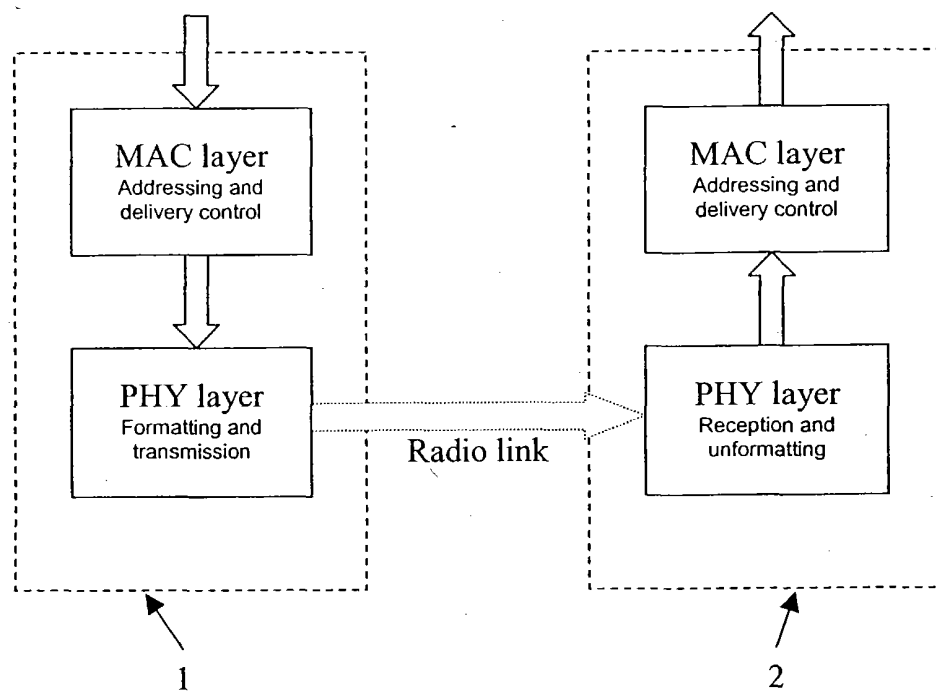 MAC layer
Addressing and
delivery control
MAC layer
Addressing and
delivery control
PHY layer
Formatting and
transmission
Radio link
PHY layer
Reception and
unformatting
1
2